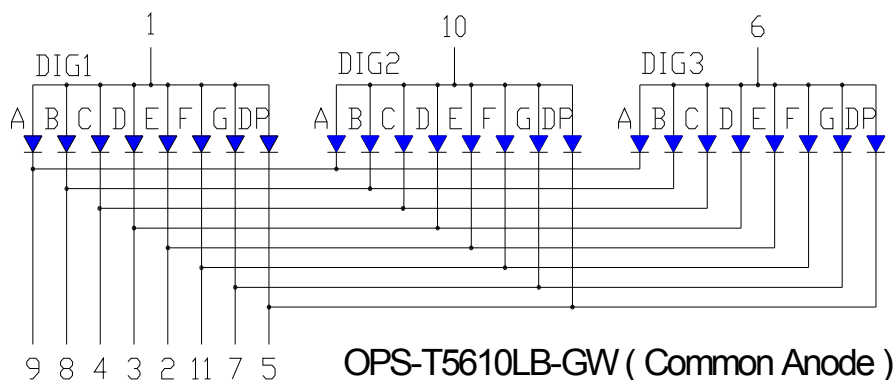 1 10 6
DIG1 DIG2 DIG3
A B C D E F G DP A B C D E F G DP A B C D E F G DP
9 8 4 3 2 11 7 5
OPS-T5610LB-GW ( Common Anode )